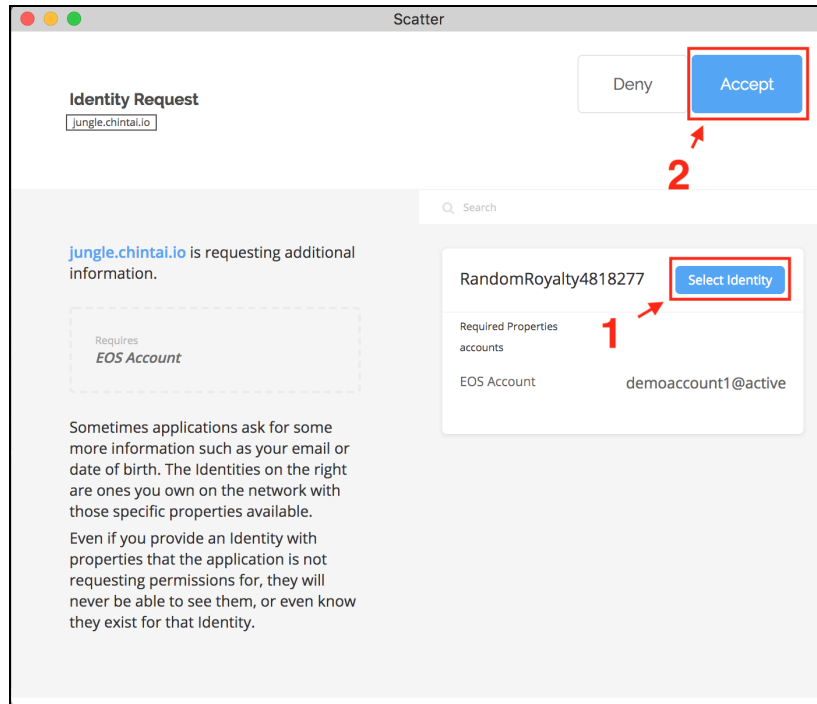 Scatter
Identity Request
jungle.chintai.io
Deny
Accept
2
Search
jungle.chintai.io is requesting additional
information.
Requires
EOS Account
Sometimes applications ask for some
more information such as your email or
date of birth. The Identities on the right
are ones you own on the network with
those specific properties available.
Even if you provide an Identity with
properties that the application is not
requesting permissions for, they will
never be able to see them, or even know
they exist for that Identity.
RandomRoyalty4818277
Select Identity
1
Required Properties
accounts
EOS Account
demoaccount1@active